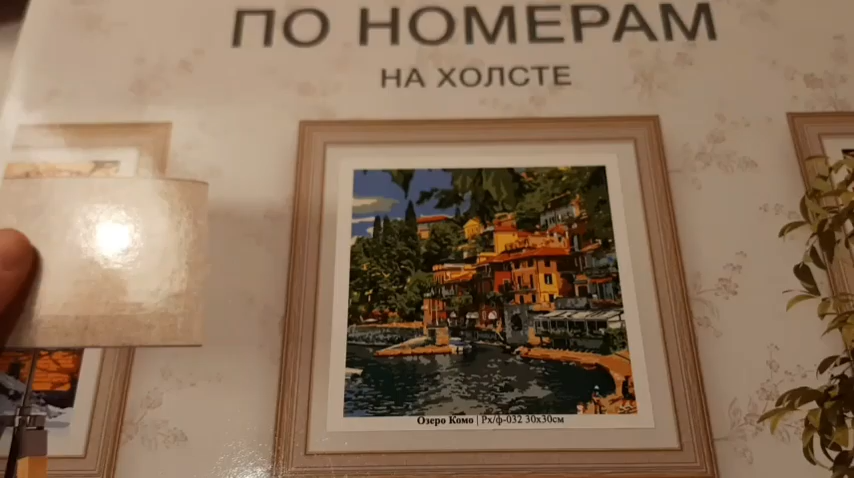 ПО НОМЕРАМ
НА ХОЛСТЕ
Озеро Комо | Рх/ф-032 30х30см